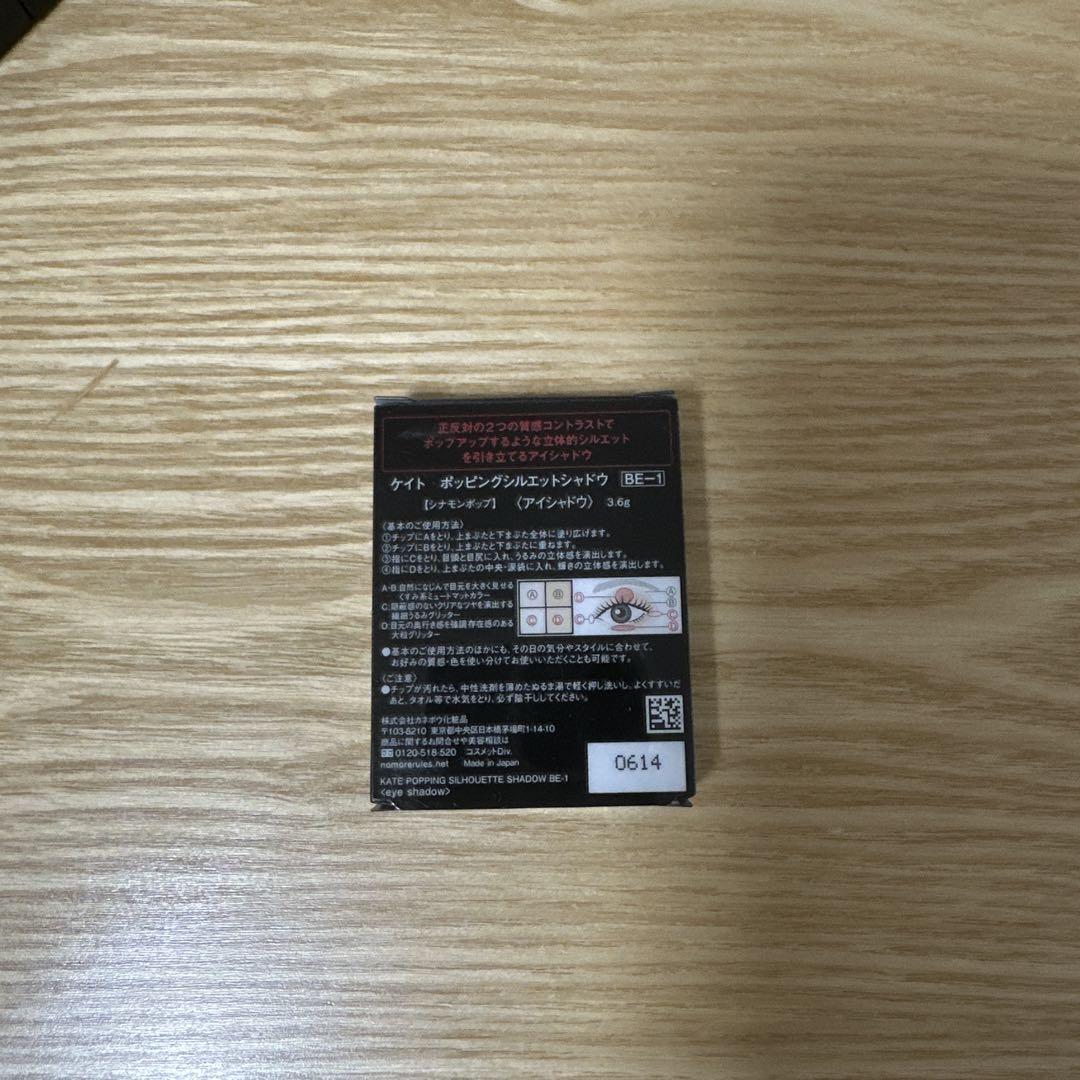 正反対の2つの質感コントラストで
ポップアップするような立体的シルエット
を引き立てるアイシャドウ
ケイト ポッピングシルエットシャドウ BE-1
【シナモンポップ】 〈アイシャドウ〉 3.6g
〈基本のご使用方法〉
①チップにAをとり、上まぶたと下まぶた全体に塗り広げます。
②チップにBをとり、上まぶたと下まぶたに重ねます。
③指にCをとり、目頭と目尻に入れ、うるみの立体感を演出します。
④指にDをとり、上まぶたの中央・涙袋に入れ、輝きの立体感を演出します。
A・B:自然になじんで目元を大きく見せる
くすみ系ミュートマットカラー
C:隠蔽感のないクリアなツヤを演出する
繊細うるみグリッター
D:目元の奥行き感を強調 存在感のある
大粒グリッター
A B
C D
D C
A
B
C
D
●基本のご使用方法のほかにも、その日の気分やスタイルに合わせて、
お好みの質感・色を使い分けてお使いいただくことも可能です。
〈ご注意〉
●チップが汚れたら、中性洗剤を薄めたぬるま湯で軽く押し洗いし、よくすすいだ
あと、タオル等で水気をとり、必ず陰干ししてください。
株式会社カネボウ化粧品
〒103-8210 東京都中央区日本橋茅場町1-14-10
商品に関するお問合せや美容相談は
0120-518-520 コスメットDiv.
nomorerules.net Made in Japan
KATE POPPING SILHOUETTE SHADOW BE-1
<eye shadow>
0614